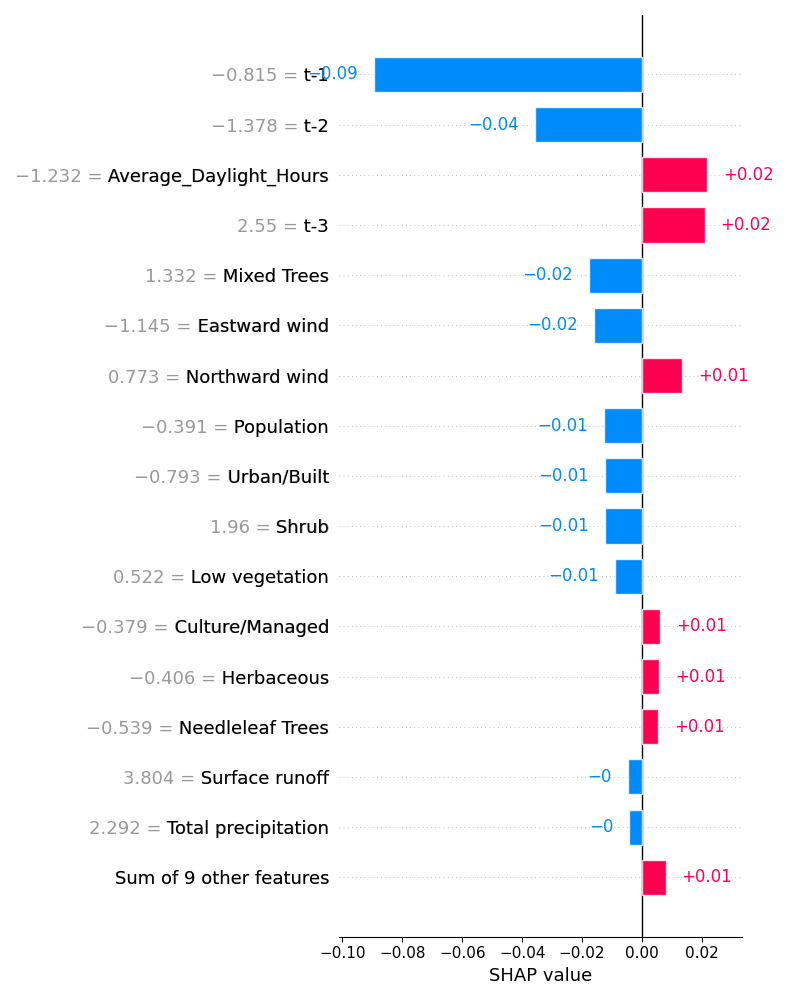 −0.815 = t-1 −0.09
−1.378 = t-2 −0.04
−1.232 = Average_Daylight_Hours +0.02
2.55 = t-3 +0.02
1.332 = Mixed Trees −0.02
−1.145 = Eastward wind −0.02
0.773 = Northward wind +0.01
−0.391 = Population −0.01
−0.793 = Urban/Built −0.01
1.96 = Shrub −0.01
0.522 = Low vegetation −0.01
−0.379 = Culture/Managed +0.01
−0.406 = Herbaceous +0.01
−0.539 = Needleleaf Trees +0.01
3.804 = Surface runoff −0
2.292 = Total precipitation −0
Sum of 9 other features +0.01
−0.10 −0.08 −0.06 −0.04 −0.02 0.00 0.02
SHAP value